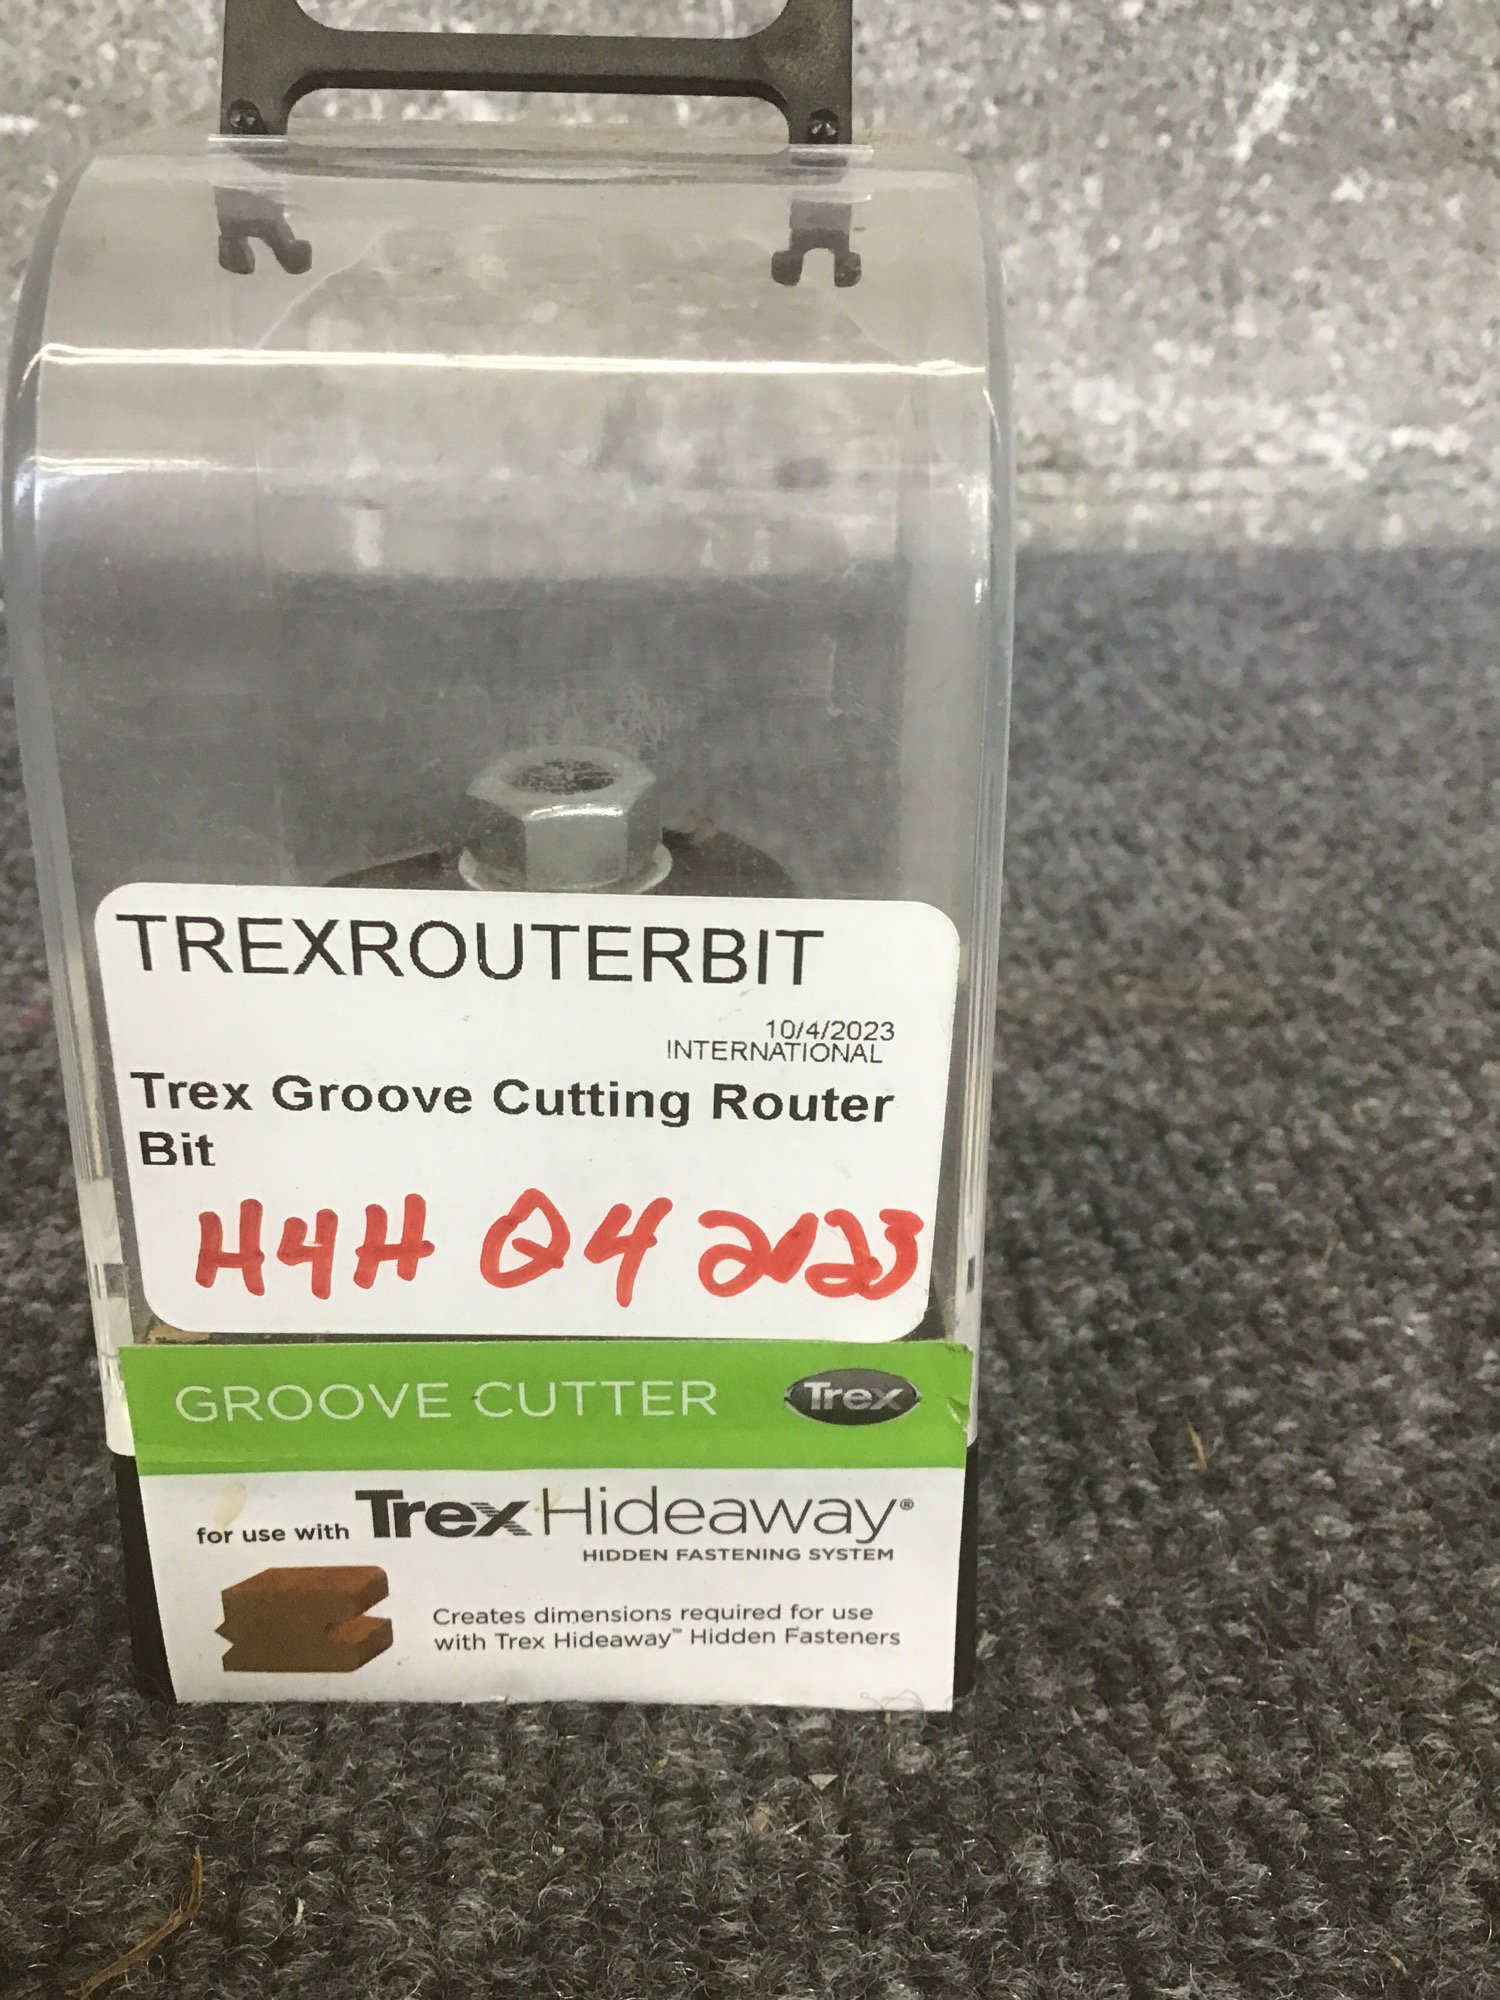 TREXROUTERBIT
10/4/2023
INTERNATIONAL
Trex Groove Cutting Router
Bit
H4H Q4 2023
GROOVE CUTTER Trex
for use with Trex Hideaway®
HIDDEN FASTENING SYSTEM
Creates dimensions required for use
with Trex Hideaway™ Hidden Fasteners